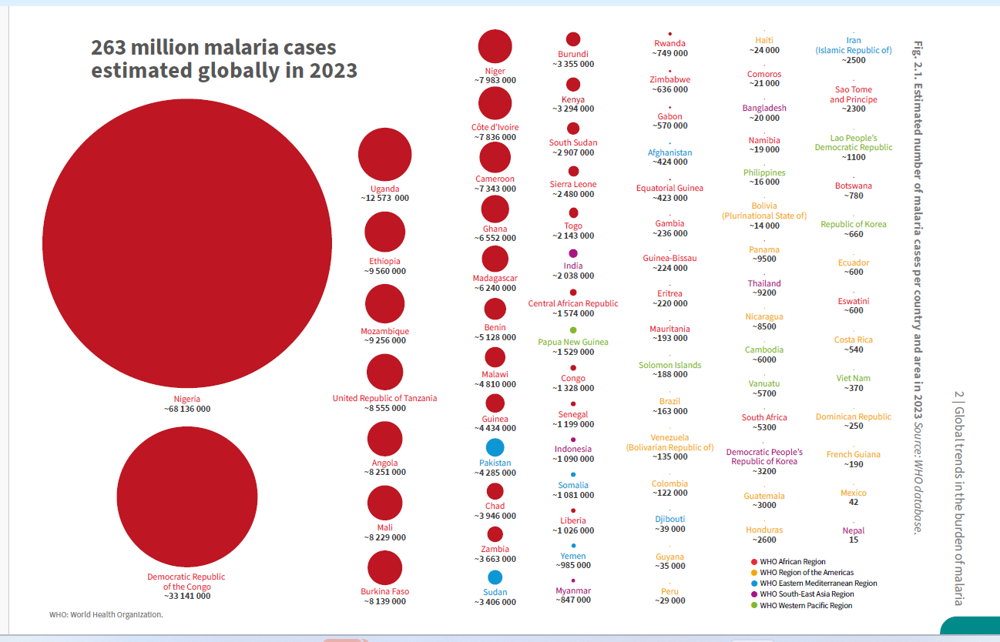 263 million malaria cases
estimated globally in 2023
Nigeria
~68 136 000
Democratic Republic
of the Congo
~33 141 000
Uganda
~12 573 000
Ethiopia
~9 560 000
Mozambique
~9 256 000
United Republic of Tanzania
~8 555 000
Angola
~8 251 000
Mali
~8 229 000
Burkina Faso
~8 139 000
Niger
~7 983 000
Côte d'Ivoire
~7 836 000
Cameroon
~7 343 000
Ghana
~6 552 000
Madagascar
~6 240 000
Benin
~5 128 000
Malawi
~4 810 000
Guinea
~4 434 000
Pakistan
~4 285 000
Chad
~3 946 000
Zambia
~3 663 000
Sudan
~3 406 000
Burundi
~3 355 000
Kenya
~3 294 000
South Sudan
~2 907 000
Sierra Leone
~2 480 000
Togo
~2 143 000
India
~2 038 000
Central African Republic
~1 574 000
Papua New Guinea
~1 529 000
Congo
~1 328 000
Senegal
~1 199 000
Indonesia
~1 090 000
Somalia
~1 081 000
Liberia
~1 026 000
Yemen
~985 000
Myanmar
~847 000
Rwanda
~749 000
Zimbabwe
~636 000
Gabon
~570 000
Afghanistan
~424 000
Equatorial Guinea
~423 000
Gambia
~236 000
Guinea-Bissau
~224 000
Eritrea
~220 000
Mauritania
~193 000
Solomon Islands
~188 000
Brazil
~163 000
Venezuela
(Bolivarian Republic of)
~135 000
Colombia
~122 000
Djibouti
~39 000
Guyana
~35 000
Peru
~29 000
Haiti
~24 000
Comoros
~21 000
Bangladesh
~20 000
Namibia
~19 000
Philippines
~16 000
Bolivia
(Plurinational State of)
~14 000
Panama
~9500
Thailand
~9200
Nicaragua
~8500
Cambodia
~6000
Vanuatu
~5700
South Africa
~5300
Democratic People's
Republic of Korea
~3200
Guatemala
~3000
Honduras
~2600
Iran
(Islamic Republic of)
~2500
Sao Tome
and Principe
~2300
Lao People's
Democratic Republic
~1100
Botswana
~780
Republic of Korea
~660
Ecuador
~600
Eswatini
~600
Costa Rica
~540
Viet Nam
~370
Dominican Republic
~250
French Guiana
~190
Mexico
42
Nepal
15
WHO African Region
WHO Region of the Americas
WHO Eastern Mediterranean Region
WHO South-East Asia Region
WHO Western Pacific Region
WHO: World Health Organization.
Fig. 2.1. Estimated number of malaria cases per country and area in 2023 Source: WHO database.
2 | Global trends in the burden of malaria